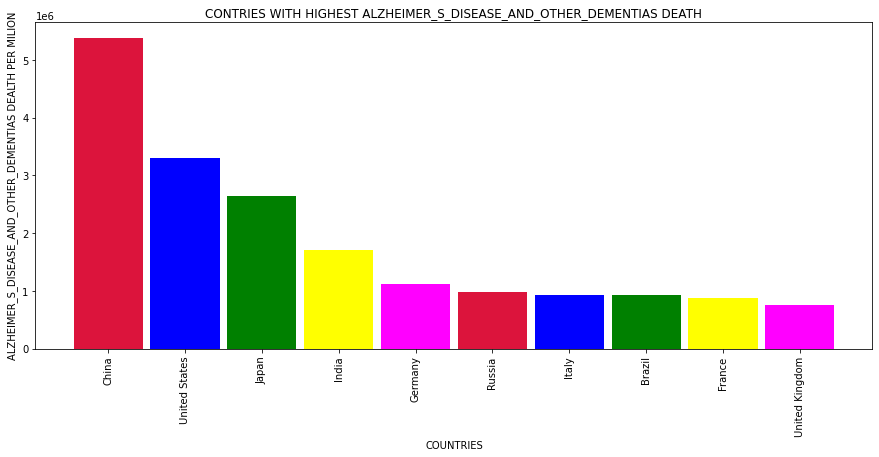 CONTRIES WITH HIGHEST ALZHEIMER_S_DISEASE_AND_OTHER_DEMENTIAS DEATH
1e6
ALZHEIMER_S_DISEASE_AND_OTHER_DEMENTIAS DEALTH PER MILION
5
4
3
2
1
0
China
United States
Japan
India
Germany
Russia
Italy
Brazil
France
United Kingdom
COUNTRIES